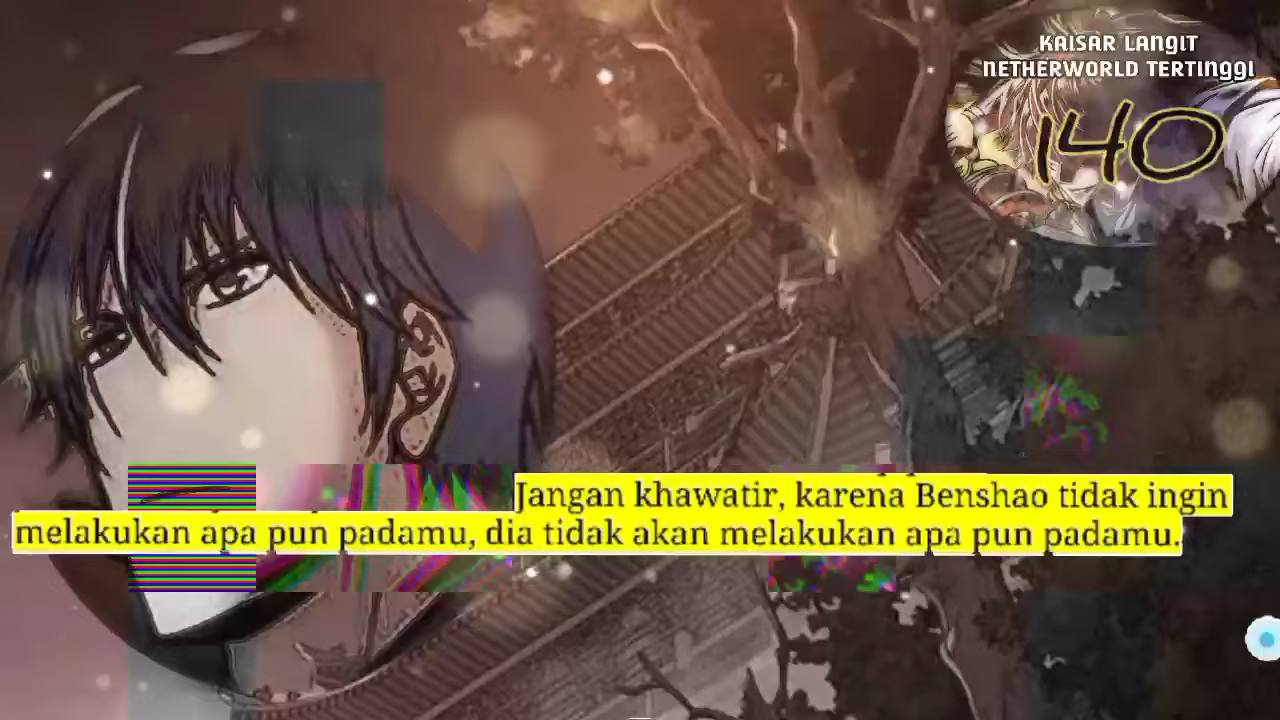 KAISAR LANGIT
NETHERWORLD TERTINGGI
140
Jangan khawatir, karena Benshao tidak ingin
melakukan apa pun padamu, dia tidak akan melakukan apa pun padamu.